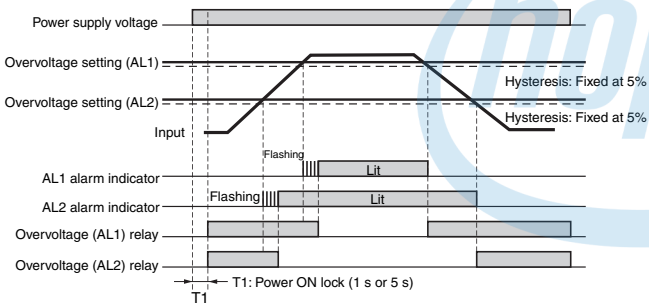 Power supply voltage
Overvoltage setting (AL1)
Hysteresis: Fixed at 5%
Overvoltage setting (AL2)
Hysteresis: Fixed at 5%
Input
Flashing
Lit
AL1 alarm indicator
Flashing
Lit
AL2 alarm indicator
Overvoltage (AL1) relay
Overvoltage (AL2) relay
T1: Power ON lock (1 s or 5 s)
T1